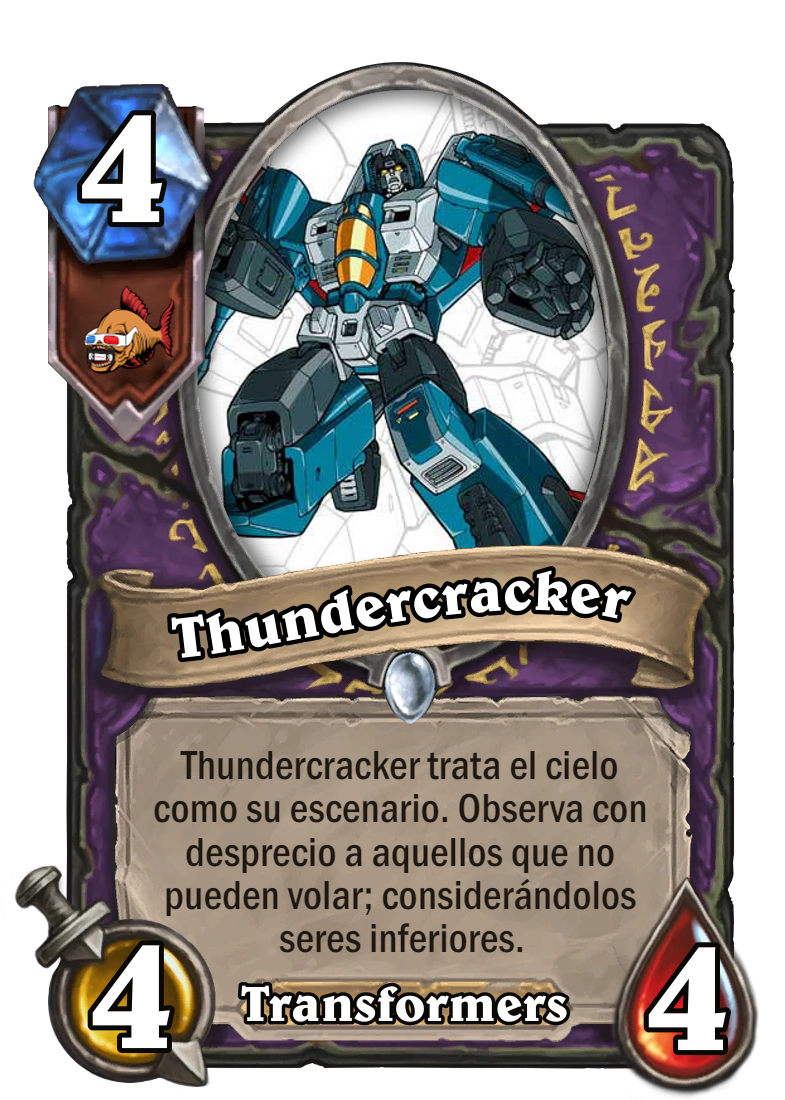 4
Thundercracker
Thundercracker trata el cielo
como su escenario. Observa con
desprecio a aquellos que no
pueden volar; considerándolos
seres inferiores.
4
Transformers
4